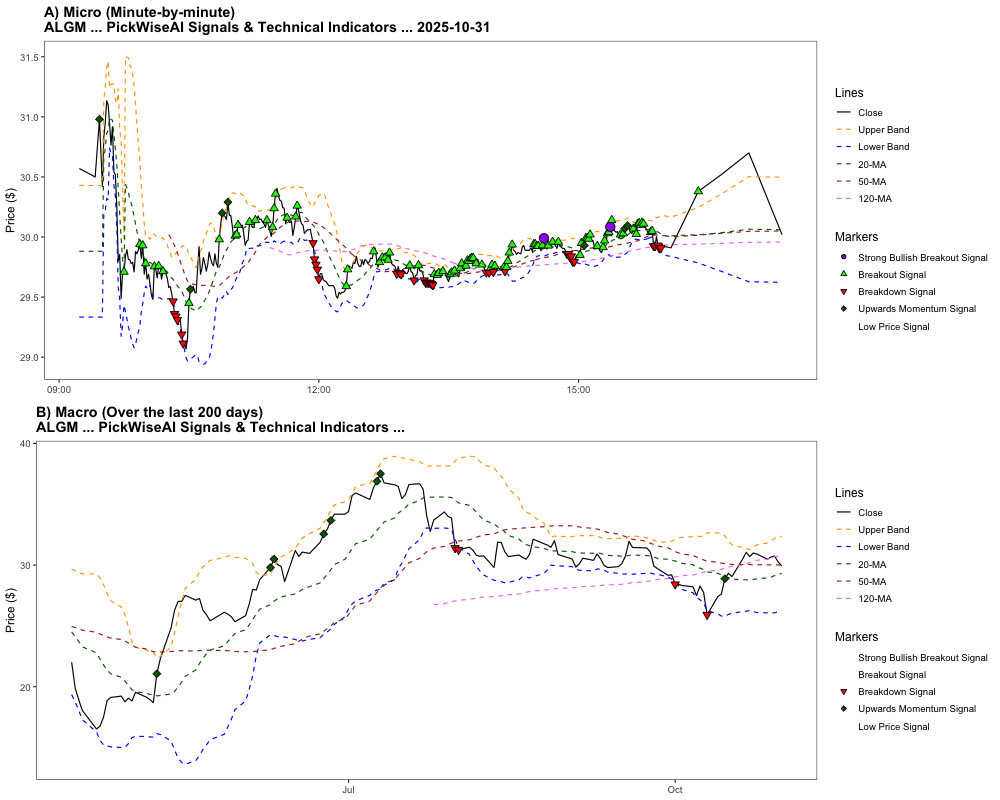 A) Micro (Minute-by-minute)
ALGM ... PickWiseAI Signals & Technical Indicators ... 2025-10-31
31.5
31.0
30.5
30.0
29.5
29.0
Price ($)
09:00
12:00
15:00
Lines
Close
Upper Band
Lower Band
20-MA
50-MA
120-MA
Markers
Strong Bullish Breakout Signal
Breakout Signal
Breakdown Signal
Upwards Momentum Signal
Low Price Signal
B) Macro (Over the last 200 days)
ALGM ... PickWiseAI Signals & Technical Indicators ...
40
30
20
Price ($)
Jul
Oct
Lines
Close
Upper Band
Lower Band
20-MA
50-MA
120-MA
Markers
Strong Bullish Breakout Signal
Breakout Signal
Breakdown Signal
Upwards Momentum Signal
Low Price Signal